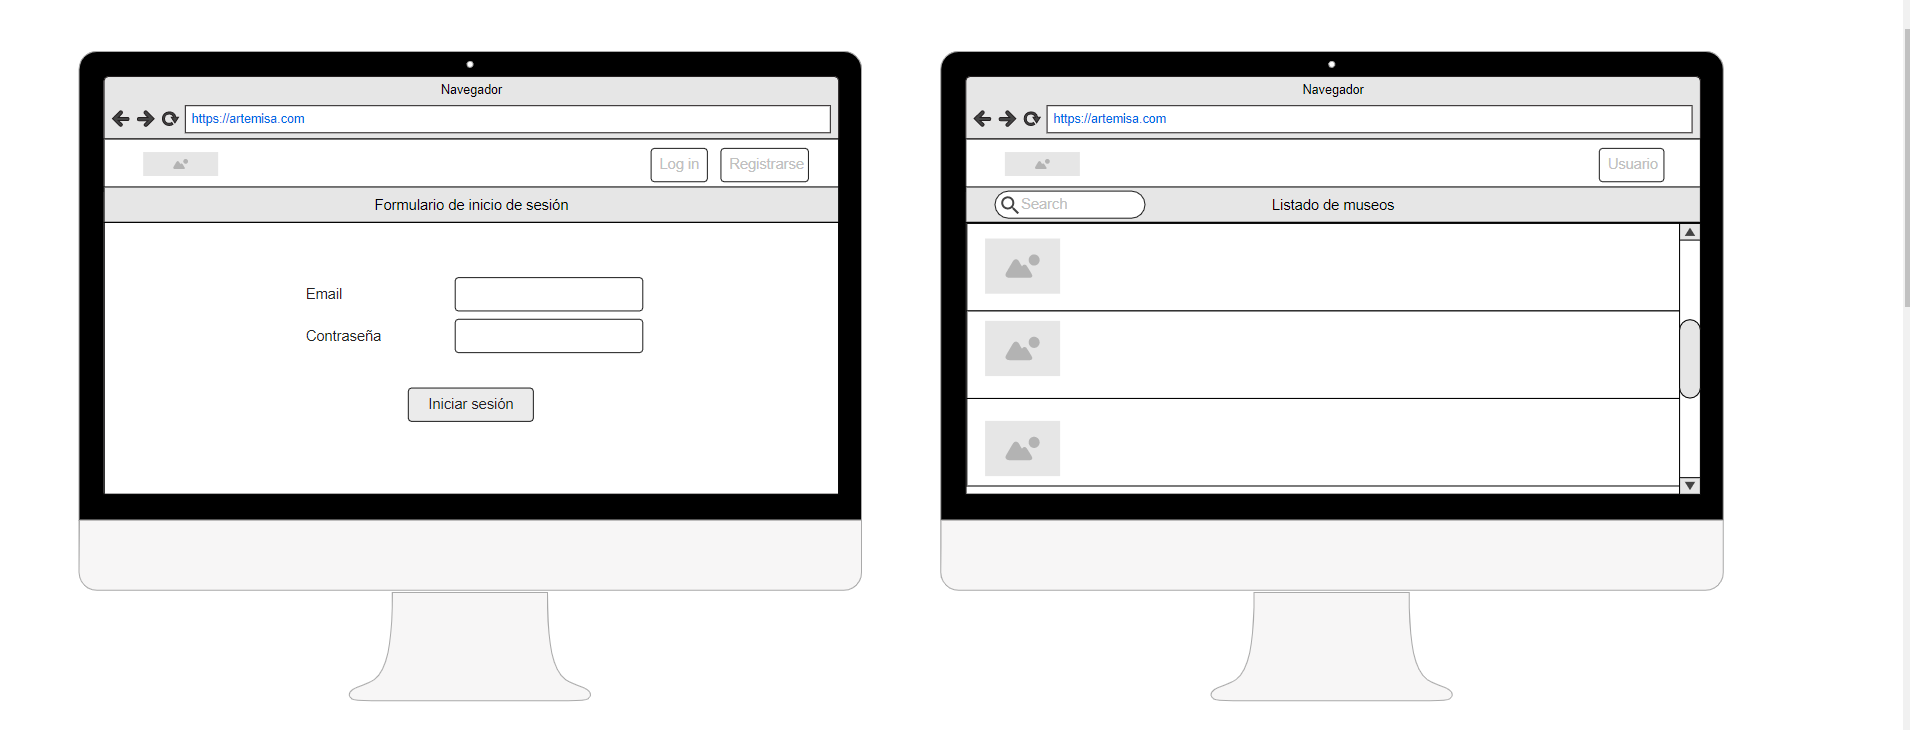 Navegador
https://artemisa.com
Log in
Registrarse
Formulario de inicio de sesión
Email
Contraseña
Iniciar sesión
Navegador
https://artemisa.com
Usuario
Search
Listado de museos